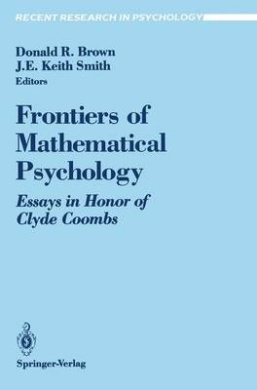 RECENT RESEARCH IN PSYCHOLOGY
Donald R. Brown
J.E. Keith Smith
Editors
Frontiers of
Mathematical
Psychology
Essays in Honor of
Clyde Coombs
Springer-Verlag